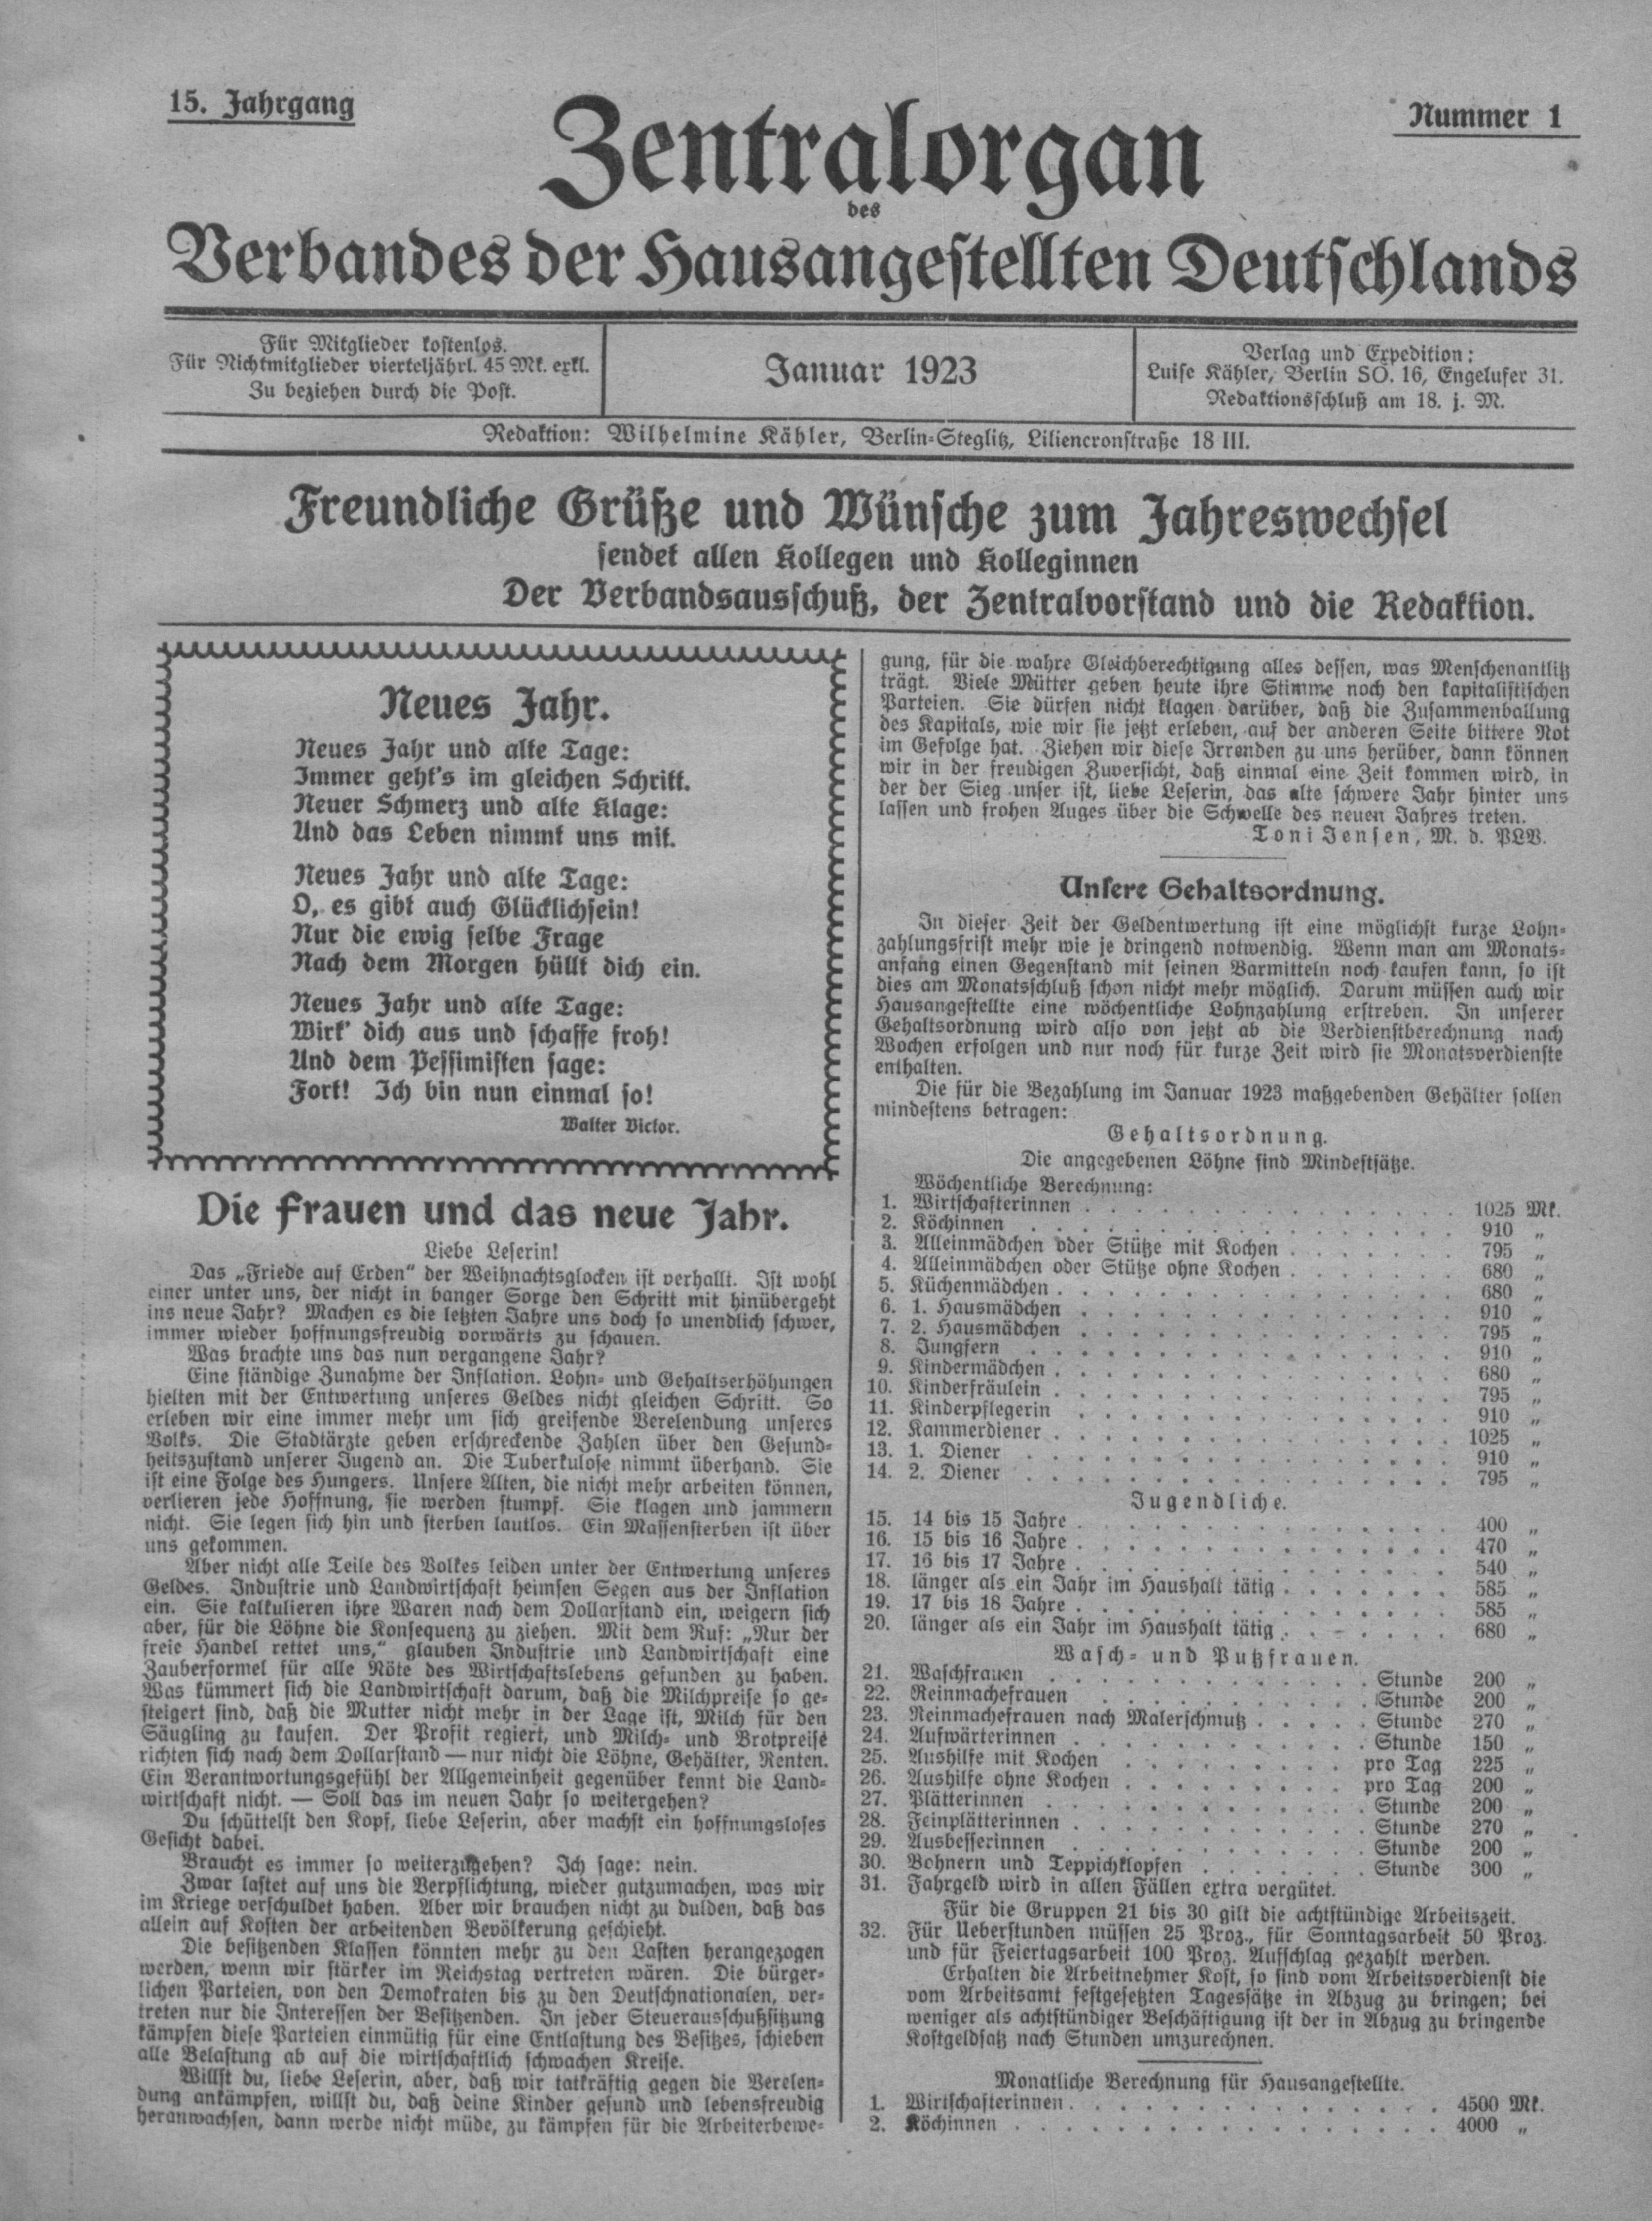 15. Jahrgang
Nummer 1
Zentralorgan
des
Verbandes der Hausangestellten Deutschlands
Für Mitglieder kostenlos.
Für Nichtmitglieder vierteljährl. 45 Mk. exkl.
Zu beziehen durch die Post.
Januar 1923
Verlag und Expedition:
Luise Kähler, Berlin SO. 16, Engelufer 31.
Redaktionsschluß am 18. j. M.
Redaktion: Wilhelmine Kähler, Berlin-Steglitz, Liliencronstraße 18 III.
Freundliche Grüße und Wünsche zum Jahreswechsel
sendet allen Kollegen und Kolleginnen
Der Verbandsausschuß, der Zentralvorstand und die Redaktion.
Neues Jahr.
Neues Jahr und alte Tage:
Immer geht's im gleichen Schritt.
Neuer Schmerz und alte Klage:
Und das Leben nimmt uns mit.
Neues Jahr und alte Tage:
O, es gibt auch Glücklichsein!
Nur die ewig selbe Frage
Nach dem Morgen hüllt dich ein.
Neues Jahr und alte Tage:
Wirk' dich aus und schaffe froh!
Und dem Pessimisten sage:
Fort! Ich bin nun einmal so!
Walter Victor.
Die Frauen und das neue Jahr.
Liebe Leserin!
Das „Friede auf Erden“ der Weihnachtsglocken ist verhallt. Ist wohl
einer unter uns, der nicht in banger Sorge den Schritt mit hinübergeht
ins neue Jahr? Machen es die letzten Jahre uns doch so unendlich schwer,
immer wieder hoffnungsfreudig vorwärts zu schauen.
Was brachte uns das nun vergangene Jahr?
Eine ständige Zunahme der Inflation. Lohn- und Gehaltserhöhungen
hielten mit der Entwertung unseres Geldes nicht gleichen Schritt. So
erleben wir eine immer mehr um sich greifende Verelendung unseres
Volks. Die Stadtärzte geben erschreckende Zahlen über den Gesund-
heitszustand unserer Jugend an. Die Tuberkulose nimmt überhand. Sie
ist eine Folge des Hungers. Unsere Alten, die nicht mehr arbeiten können,
verlieren jede Hoffnung, sie werden stumpf. Sie klagen und jammern
nicht. Sie legen sich hin und sterben lautlos. Ein Massensterben ist über
uns gekommen.
Aber nicht alle Teile des Volkes leiden unter der Entwertung unseres
Geldes. Industrie und Landwirtschaft heimsen Segen aus der Inflation
ein. Sie kalkulieren ihre Waren nach dem Dollarstand ein, weigern sich
aber, für die Löhne die Konsequenz zu ziehen. Mit dem Ruf: „Nur der
freie Handel rettet uns,“ glauben Industrie und Landwirtschaft eine
Zauberformel für alle Nöte des Wirtschaftslebens gefunden zu haben.
Was kümmert sich die Landwirtschaft darum, daß die Milchpreise so ge-
steigert sind, daß die Mutter nicht mehr in der Lage ist, Milch für den
Säugling zu kaufen. Der Profit regiert, und Milch- und Brotpreise
richten sich nach dem Dollarstand — nur nicht die Löhne, Gehälter, Renten.
Ein Verantwortungsgefühl der Allgemeinheit gegenüber kennt die Land-
wirtschaft nicht. — Soll das im neuen Jahr so weitergehen?
Du schüttelst den Kopf, liebe Leserin, aber machst ein hoffnungsloses
Gesicht dabei.
Braucht es immer so weiterzugehen? Ich sage: nein.
Zwar lastet auf uns die Verpflichtung, wieder gutzumachen, was wir
im Kriege verschuldet haben. Aber wir brauchen nicht zu dulden, daß das
allein auf Kosten der arbeitenden Bevölkerung geschieht.
Die besitzenden Klassen könnten mehr zu den Lasten herangezogen
werden, wenn wir stärker im Reichstag vertreten wären. Die bürger-
lichen Parteien, von den Demokraten bis zu den Deutschnationalen, ver-
treten nur die Interessen der Besitzenden. In jeder Steuerausschußsitzung
kämpfen diese Parteien einmütig für eine Entlastung des Besitzes, schieben
alle Belastung ab auf die wirtschaftlich schwachen Kreise.
Willst du, liebe Leserin, aber, daß wir tatkräftig gegen die Verelen-
dung ankämpfen, willst du, daß deine Kinder gesund und lebensfreudig
heranwachsen, dann werde nicht müde, zu kämpfen für die Arbeiterbewe-
gung, für die wahre Gleichberechtigung alles dessen, was Menschenantlitz
trägt. Viele Mütter geben heute ihre Stimme noch den kapitalistischen
Parteien. Sie dürfen nicht klagen darüber, daß die Zusammenballung
des Kapitals, wie wir sie jetzt erleben, auf der anderen Seite bittere Not
im Gefolge hat. Ziehen wir diese Irrenden zu uns herüber, dann können
wir in der freudigen Zuversicht, daß einmal eine Zeit kommen wird, in
der der Sieg unser ist, liebe Leserin, das alte schwere Jahr hinter uns
lassen und frohen Auges über die Schwelle des neuen Jahres treten.
Toni Jensen, M. d. PLV.
Unsere Gehaltsordnung.
In dieser Zeit der Geldentwertung ist eine möglichst kurze Lohn-
zahlungsfrist mehr wie je dringend notwendig. Wenn man am Monats-
anfang einen Gegenstand mit seinen Barmitteln noch kaufen kann, so ist
dies am Monatsschluß schon nicht mehr möglich. Darum müssen auch wir
Hausangestellte eine wöchentliche Lohnzahlung erstreben. In unserer
Gehaltsordnung wird also von jetzt ab die Verdienstberechnung nach
Wochen erfolgen und nur noch für kurze Zeit wird sie Monatsverdienste
enthalten.
Die für die Bezahlung im Januar 1923 maßgebenden Gehälter sollen
mindestens betragen:
Gehaltsordnung.
Die angegebenen Löhne sind Mindestsätze.
Wöchentliche Berechnung:
1. Wirtschafterinnen . . . . . 1025 Mk.
2. Köchinnen . . . . . 910 „
3. Alleinmädchen oder Stütze mit Kochen . . . . . 795 „
4. Alleinmädchen oder Stütze ohne Kochen . . . . . 680 „
5. Küchenmädchen . . . . . 680 „
6. 1. Hausmädchen . . . . . 910 „
7. 2. Hausmädchen . . . . . 795 „
8. Jungfern . . . . . 910 „
9. Kindermädchen . . . . . 680 „
10. Kinderfräulein . . . . . 795 „
11. Kinderpflegerin . . . . . 910 „
12. Kammerdiener . . . . . 1025 „
13. 1. Diener . . . . . 910 „
14. 2. Diener . . . . . 795 „
Jugendliche.
15. 14 bis 15 Jahre . . . . . 400 „
16. 15 bis 16 Jahre . . . . . 470 „
17. 16 bis 17 Jahre . . . . . 540 „
18. länger als ein Jahr im Haushalt tätig . . . . . 585 „
19. 17 bis 18 Jahre . . . . . 585 „
20. länger als ein Jahr im Haushalt tätig . . . . . 680 „
Wasch- und Putzfrauen.
21. Waschfrauen . . . . . Stunde 200 „
22. Reinmachefrauen . . . . . Stunde 200 „
23. Reinmachefrauen nach Malerschmutz . . . . . Stunde 270 „
24. Aufwärterinnen . . . . . Stunde 150 „
25. Aushilfe mit Kochen . . . . . pro Tag 225 „
26. Aushilfe ohne Kochen . . . . . pro Tag 200 „
27. Plätterinnen . . . . . Stunde 200 „
28. Feinplätterinnen . . . . . Stunde 270 „
29. Ausbesserinnen . . . . . Stunde 200 „
30. Bohnern und Teppichklopfen . . . . . Stunde 300 „
31. Fahrgeld wird in allen Fällen extra vergütet.
Für die Gruppen 21 bis 30 gilt die achtstündige Arbeitszeit.
32. Für Ueberstunden müssen 25 Proz., für Sonntagsarbeit 50 Proz.
und für Feiertagsarbeit 100 Proz. Aufschlag gezahlt werden.
Erhalten die Arbeitnehmer Kost, so sind vom Arbeitsverdienst die
vom Arbeitsamt festgesetzten Tagessätze in Abzug zu bringen; bei
weniger als achtstündiger Beschäftigung ist der in Abzug zu bringende
Kostgeldsatz nach Stunden umzurechnen.
Monatliche Berechnung für Hausangestellte.
1. Wirtschafterinnen . . . . . 4500 Mk.
2. Köchinnen . . . . . 4000 „